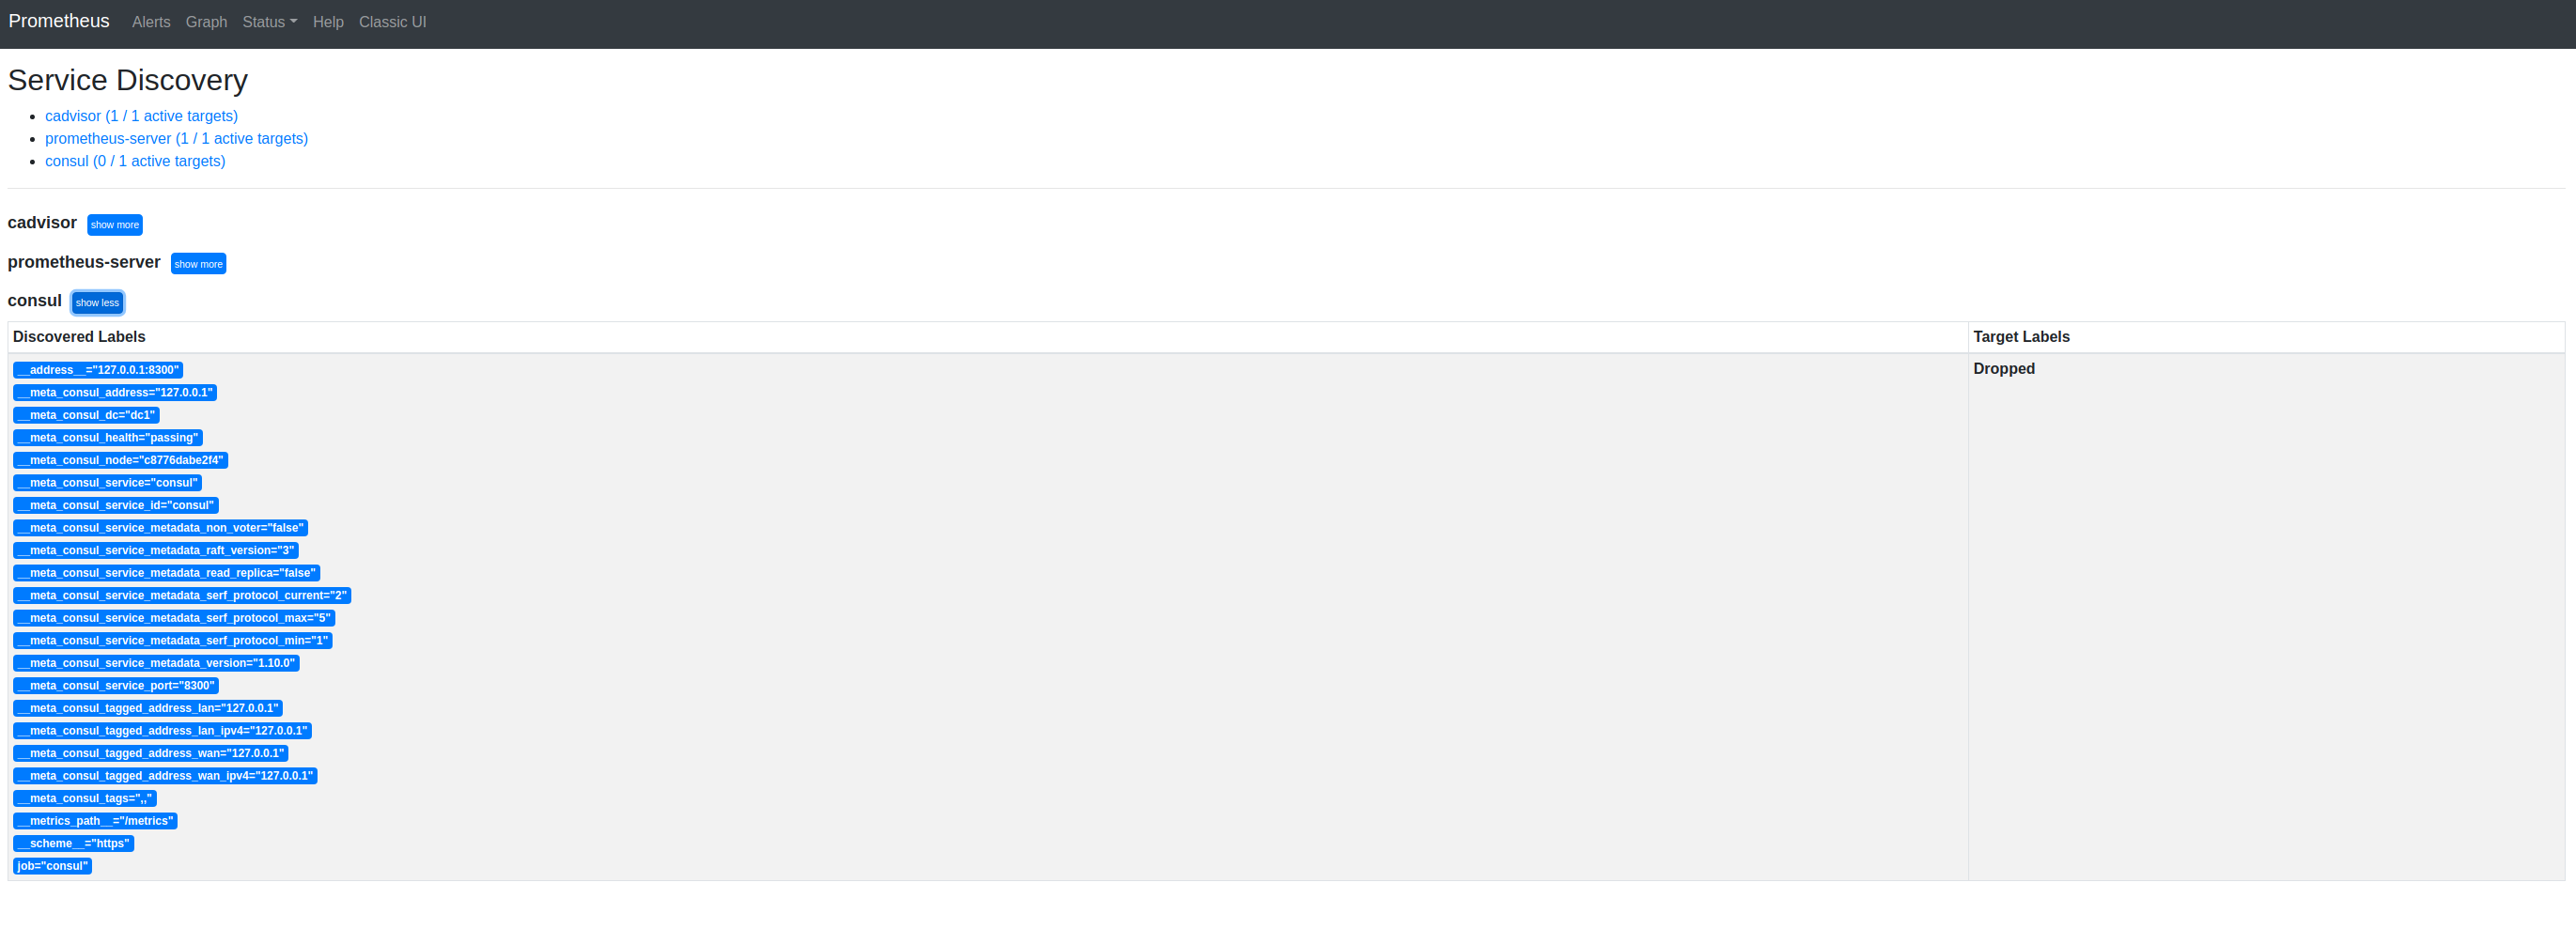 Prometheus Alerts Graph Status Help Classic UI
Service Discovery
cadvisor (1 / 1 active targets)
prometheus-server (1 / 1 active targets)
consul (0 / 1 active targets)
cadvisor show more
prometheus-server show more
consul show less
Discovered Labels Target Labels
__address__="127.0.0.1:8300" Dropped
__meta_consul_address="127.0.0.1"
__meta_consul_dc="dc1"
__meta_consul_health="passing"
__meta_consul_node="c8776dabe2f4"
__meta_consul_service="consul"
__meta_consul_service_id="consul"
__meta_consul_service_metadata_non_voter="false"
__meta_consul_service_metadata_raft_version="3"
__meta_consul_service_metadata_read_replica="false"
__meta_consul_service_metadata_serf_protocol_current="2"
__meta_consul_service_metadata_serf_protocol_max="5"
__meta_consul_service_metadata_serf_protocol_min="1"
__meta_consul_service_metadata_version="1.10.0"
__meta_consul_service_port="8300"
__meta_consul_tagged_address_lan="127.0.0.1"
__meta_consul_tagged_address_lan_ipv4="127.0.0.1"
__meta_consul_tagged_address_wan="127.0.0.1"
__meta_consul_tagged_address_wan_ipv4="127.0.0.1"
__meta_consul_tags=",,"
__metrics_path__="/metrics"
__scheme__="https"
job="consul"